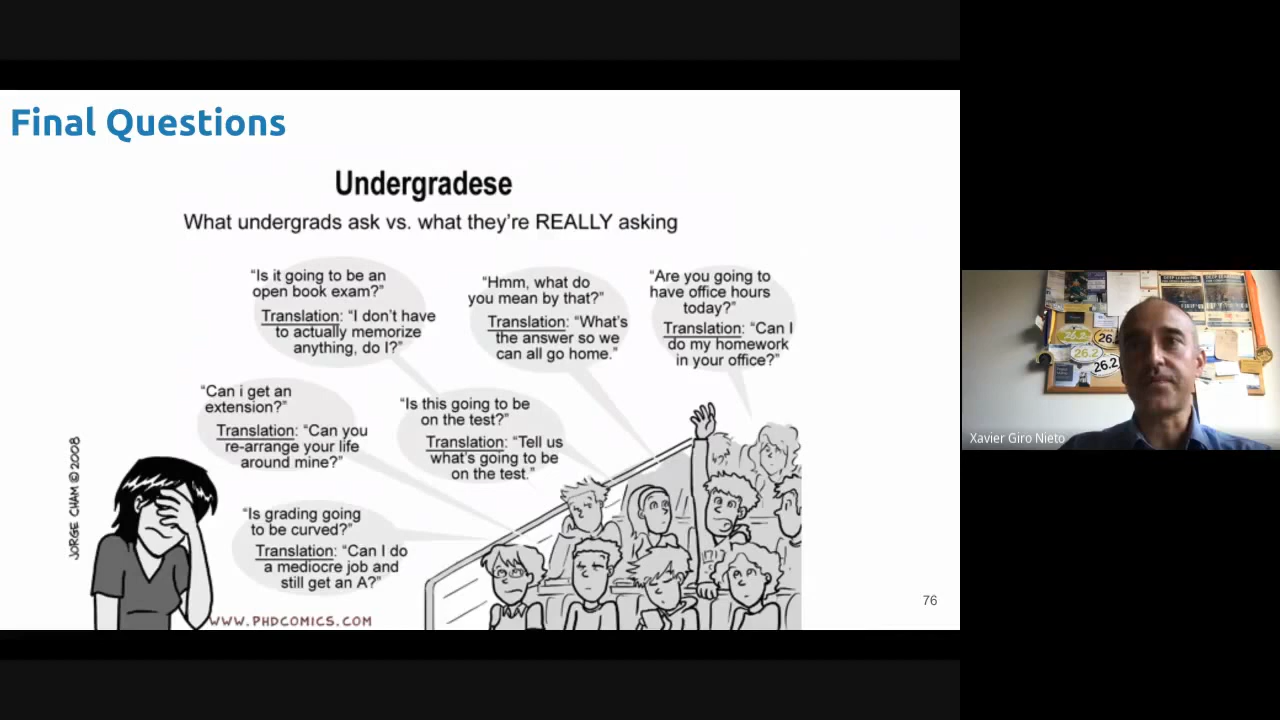 Final Questions
Undergradese
What undergrads ask vs. what they're REALLY asking
"Is it going to be an
open book exam?"
Translation: "I don't have
to actually memorize
anything, do I?"
"Hmm, what do
you mean by that?"
Translation: "What's
the answer so we
can all go home."
"Are you going to
have office hours
today?"
Translation: "Can I
do my homework
in your office?"
"Can i get an
extension?"
Translation: "Can you
re-arrange your life
around mine?"
"Is this going to be
on the test?"
Translation: "Tell us
what's going to be
on the test."
"Is grading going
to be curved?"
Translation: "Can I do
a mediocre job and
still get an A?"
JORGE CHAM © 2008
WWW.PHDCOMICS.COM
76
26.2
26.2
26.2
Xavier Giro Nieto